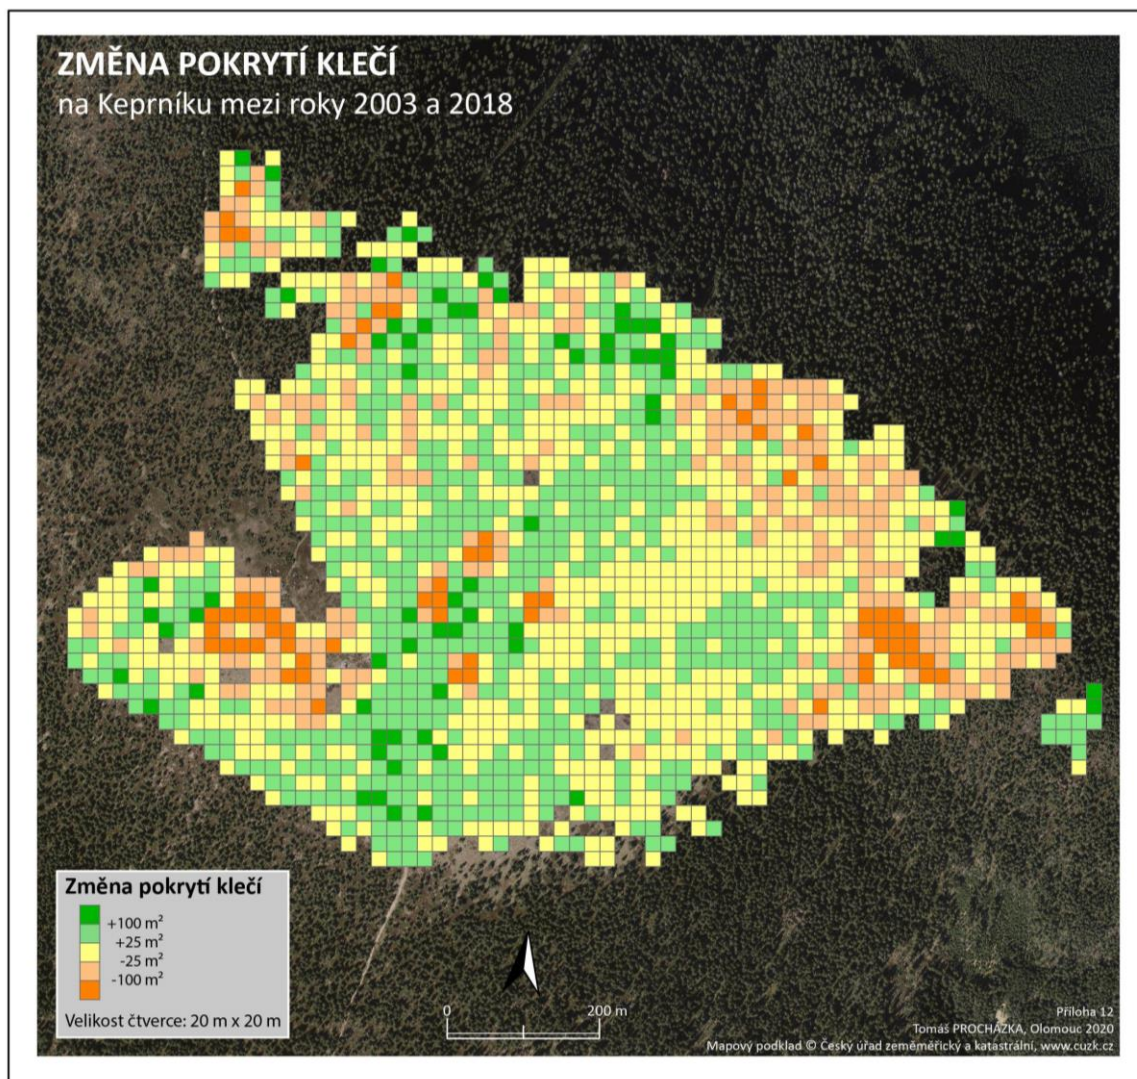 ZMĚNA POKRYTÍ KLEČÍ
na Keprníku mezi roky 2003 a 2018
Změna pokrytí klečí
+100 m²
+25 m²
-25 m²
-100 m²
Velikost čtverce: 20 m x 20 m
0
200 m
Příloha 12
Tomáš PROCHÁZKA, Olomouc 2020
Mapový podklad © Český úřad zeměměřický a katastrální, www.cuzk.cz